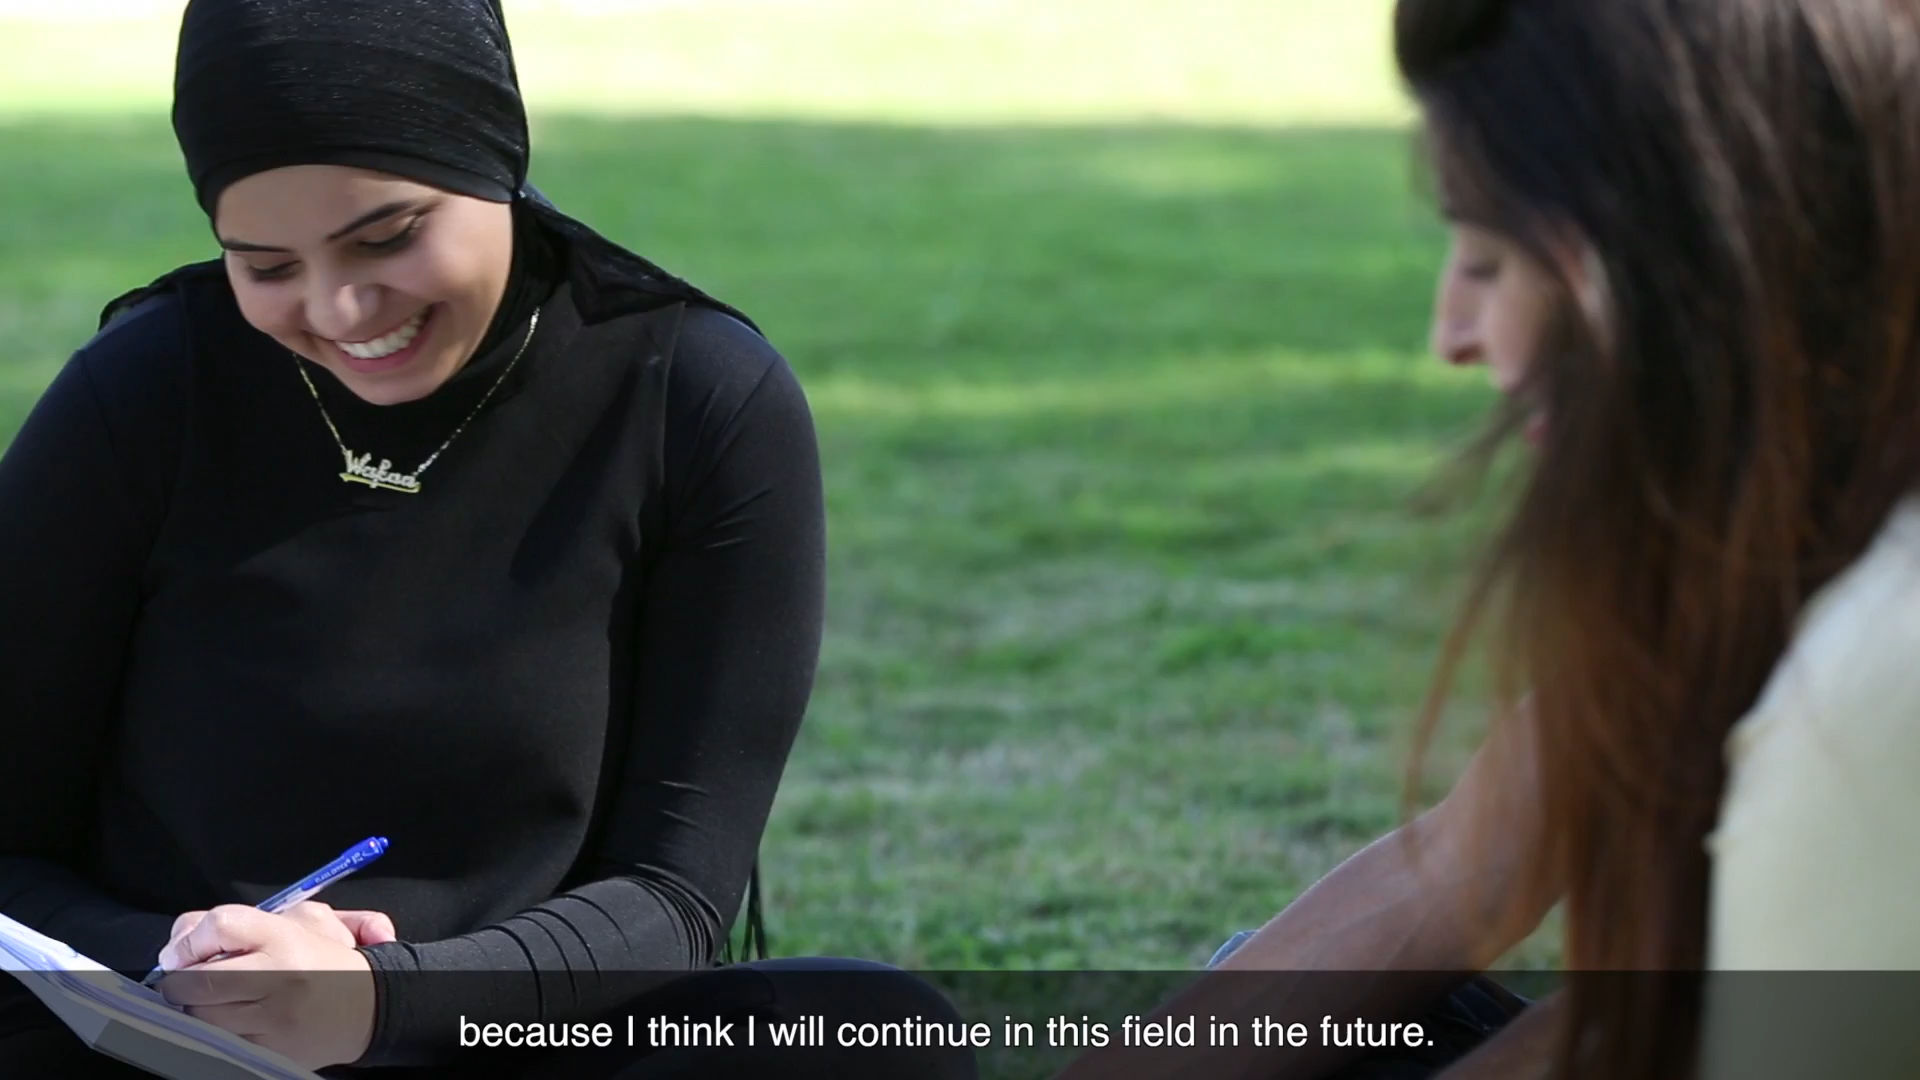 Wafaa
because I think I will continue in this field in the future.